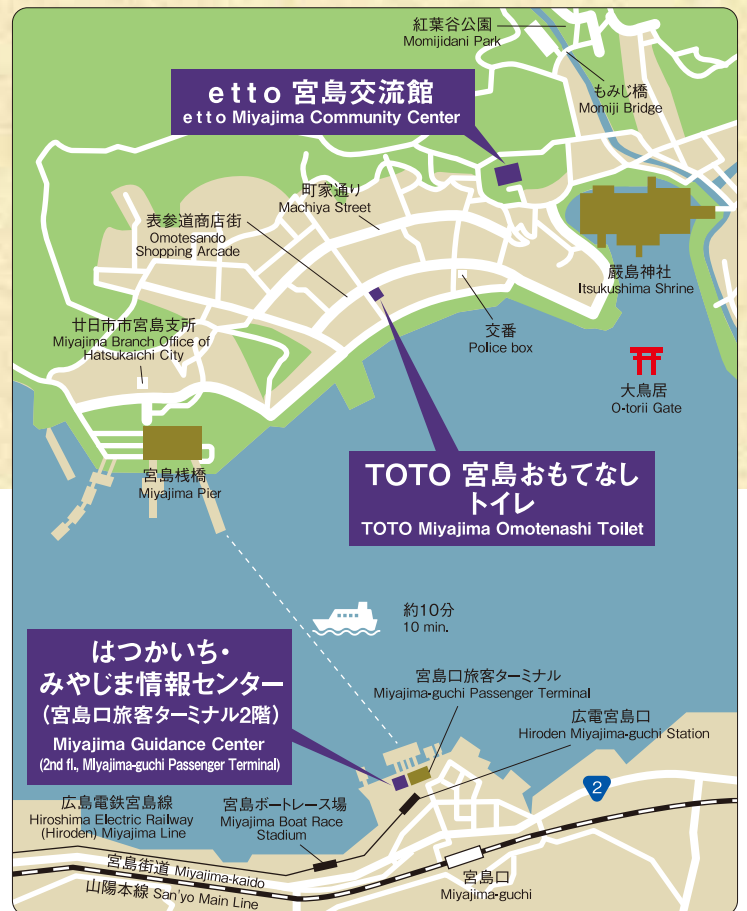 紅葉谷公園
Momijidani Park
etto 宮島交流館
etto Miyajima Community Center
もみじ橋
Momiji Bridge
町家通り
Machiya Street
表参道商店街
Omotesando
Shopping Arcade
嚴島神社
Itsukushima Shrine
廿日市市宮島支所
Miyajima Branch Office of
Hatsukaichi City
交番
Police box
大鳥居
O-torii Gate
宮島桟橋
Miyajima Pier
TOTO 宮島おもてなし
トイレ
TOTO Miyajima Omotenashi Toilet
約10分
10 min.
はつかいち・
みやじま情報センター
(宮島口旅客ターミナル2階)
Miyajima Guidance Center
(2nd fl., Miyajima-guchi Passenger Terminal)
宮島口旅客ターミナル
Miyajima-guchi Passenger Terminal
広電宮島口
Hiroden Miyajima-guchi Station
2
広島電鉄宮島線
Hiroshima Electric Railway
(Hiroden) Miyajima Line
宮島ボートレース場
Miyajima Boat Race
Stadium
宮島街道 Miyajima-kaido
山陽本線 San'yo Main Line
宮島口
Miyajima-guchi